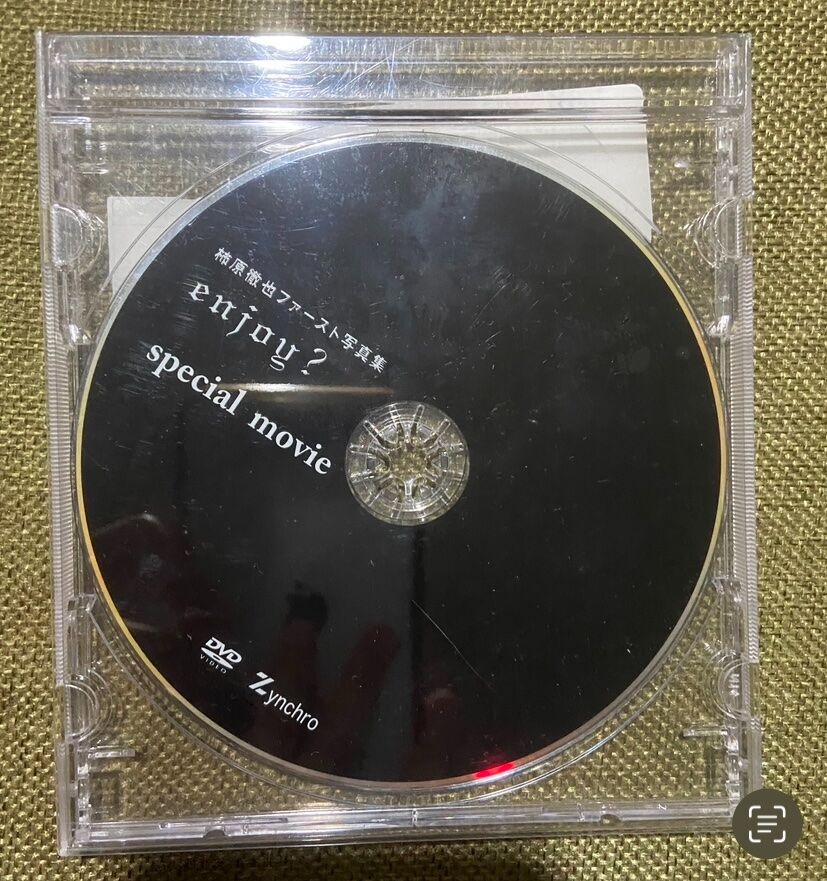 柿原徹也ファースト写真集
enjoy?
special movie
DVD
VIDEO
Zynchro